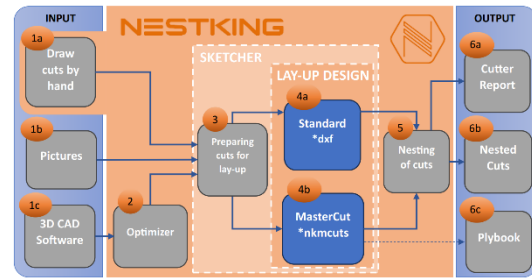 INPUT
NESTKING
OUTPUT
1a
Draw
cuts by
hand
SKETCHER
LAY-UP DESIGN
6a
Cutter
Report
4a
Standard
*dxf
1b
Pictures
3
Preparing
cuts for
lay-up
5
Nesting
of cuts
6b
Nested
Cuts
1c
3D CAD
Software
2
Optimizer
4b
MasterCut
*nkmcuts
6c
Plybook